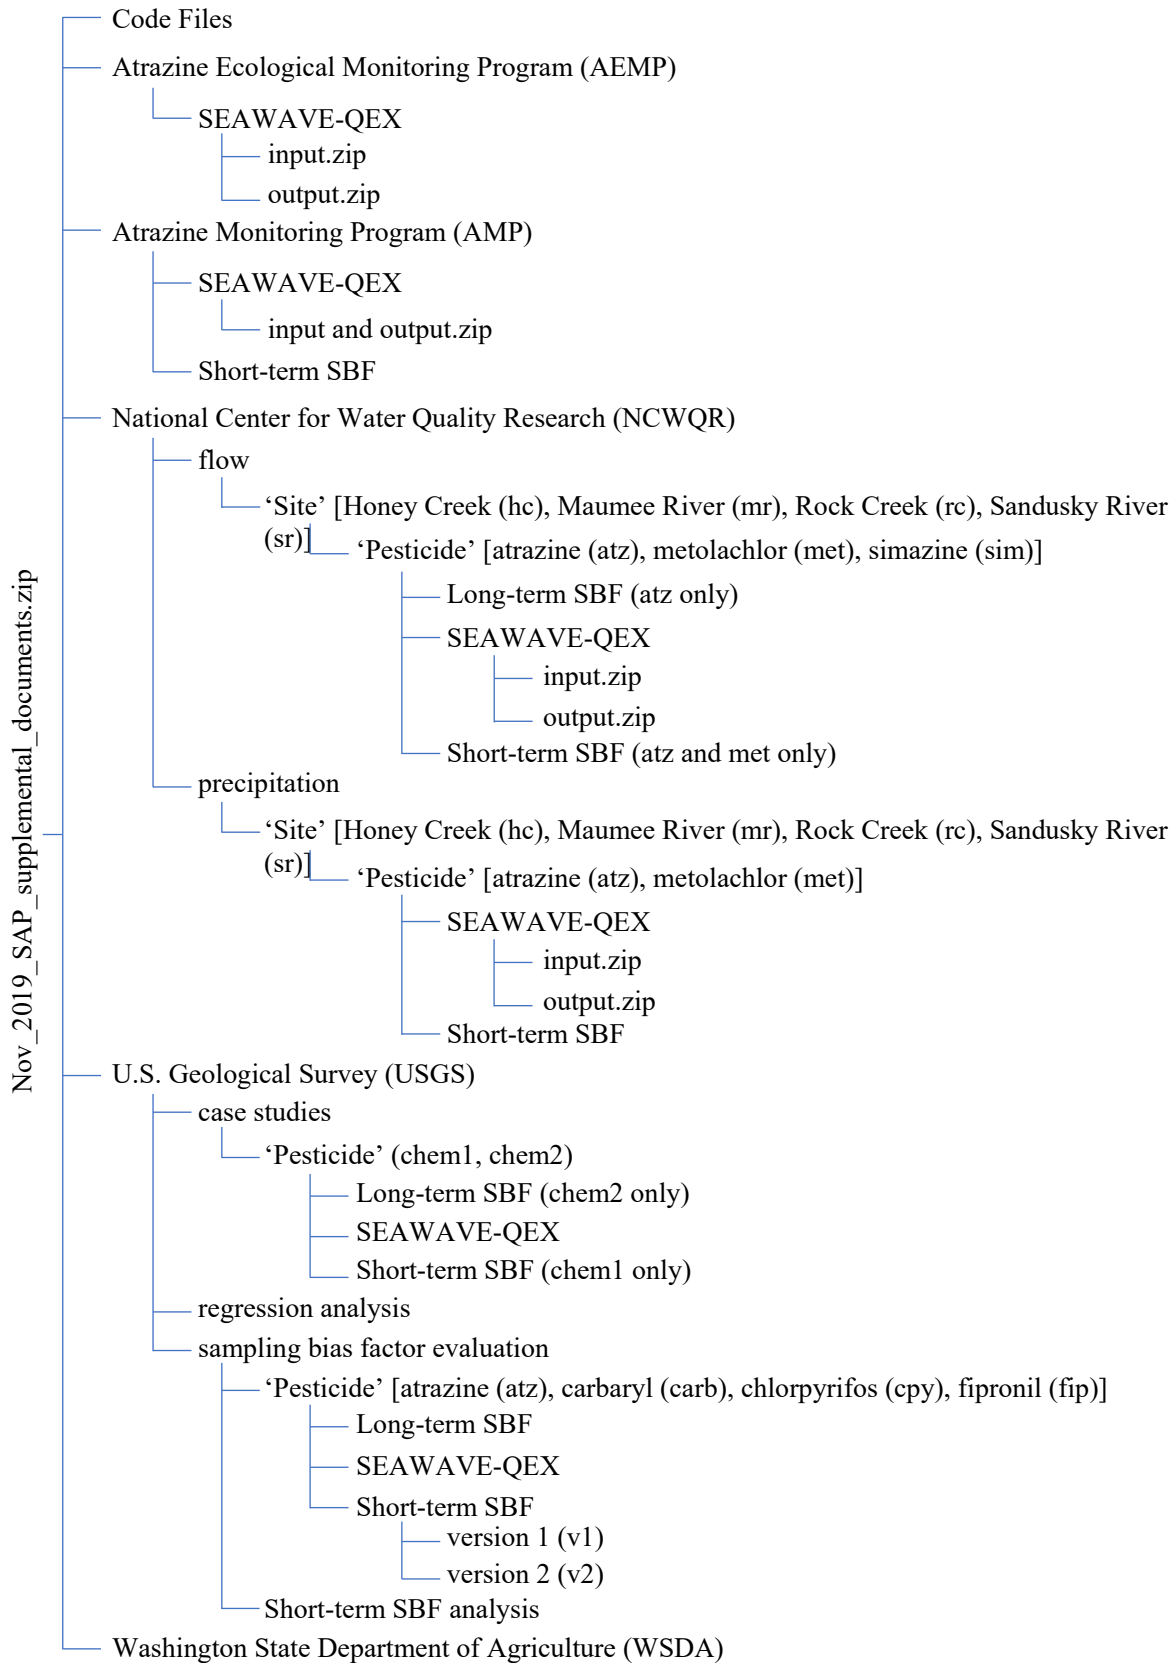 Code Files
Atrazine Ecological Monitoring Program (AEMP)
SEAWAVE-QEX
input.zip
output.zip
Atrazine Monitoring Program (AMP)
SEAWAVE-QEX
input and output.zip
Short-term SBF
National Center for Water Quality Research (NCWQR)
flow
‘Site’ [Honey Creek (hc), Maumee River (mr), Rock Creek (rc), Sandusky River
(sr)]
‘Pesticide’ [atrazine (atz), metolachlor (met), simazine (sim)]
Long-term SBF (atz only)
SEAWAVE-QEX
input.zip
output.zip
Short-term SBF (atz and met only)
precipitation
‘Site’ [Honey Creek (hc), Maumee River (mr), Rock Creek (rc), Sandusky River
(sr)]
‘Pesticide’ [atrazine (atz), metolachlor (met)]
SEAWAVE-QEX
input.zip
output.zip
Short-term SBF
Nov_2019_SAP_supplemental_documents.zip
U.S. Geological Survey (USGS)
case studies
‘Pesticide’ (chem1, chem2)
Long-term SBF (chem2 only)
SEAWAVE-QEX
Short-term SBF (chem1 only)
regression analysis
sampling bias factor evaluation
‘Pesticide’ [atrazine (atz), carbaryl (carb), chlorpyrifos (cpy), fipronil (fip)]
Long-term SBF
SEAWAVE-QEX
Short-term SBF
version 1 (v1)
version 2 (v2)
Short-term SBF analysis
Washington State Department of Agriculture (WSDA)